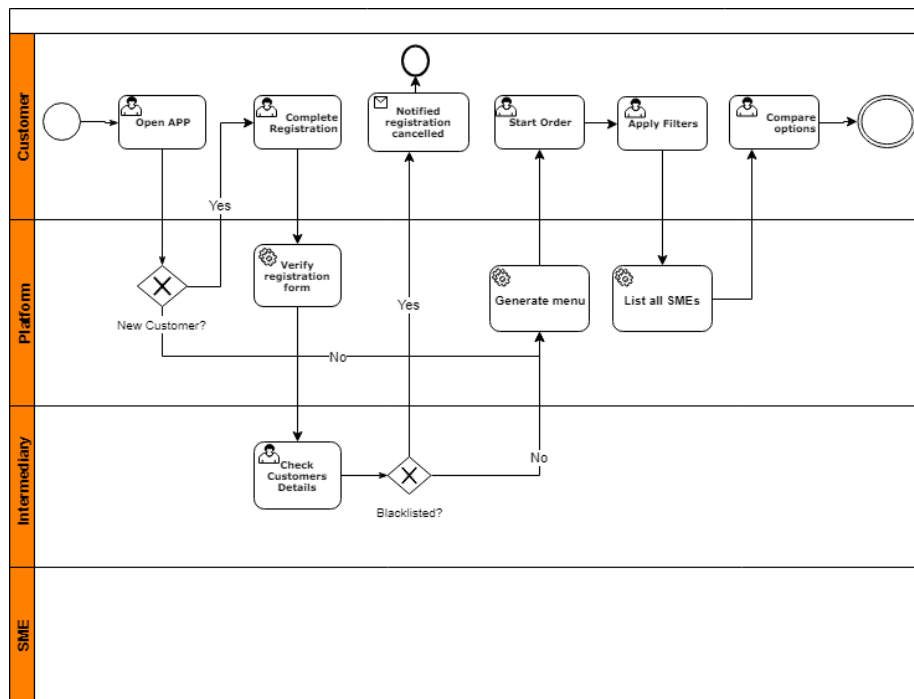 Customer
Open APP
Complete
Registration
Notified
registration
cancelled
Start Order
Apply Filters
Compare
options
Yes
Platform
Verify
registration
form
New Customer?
Generate menu
List all SMEs
Yes
No
Intermediary
Check
Customers
Details
Blacklisted?
No
SME